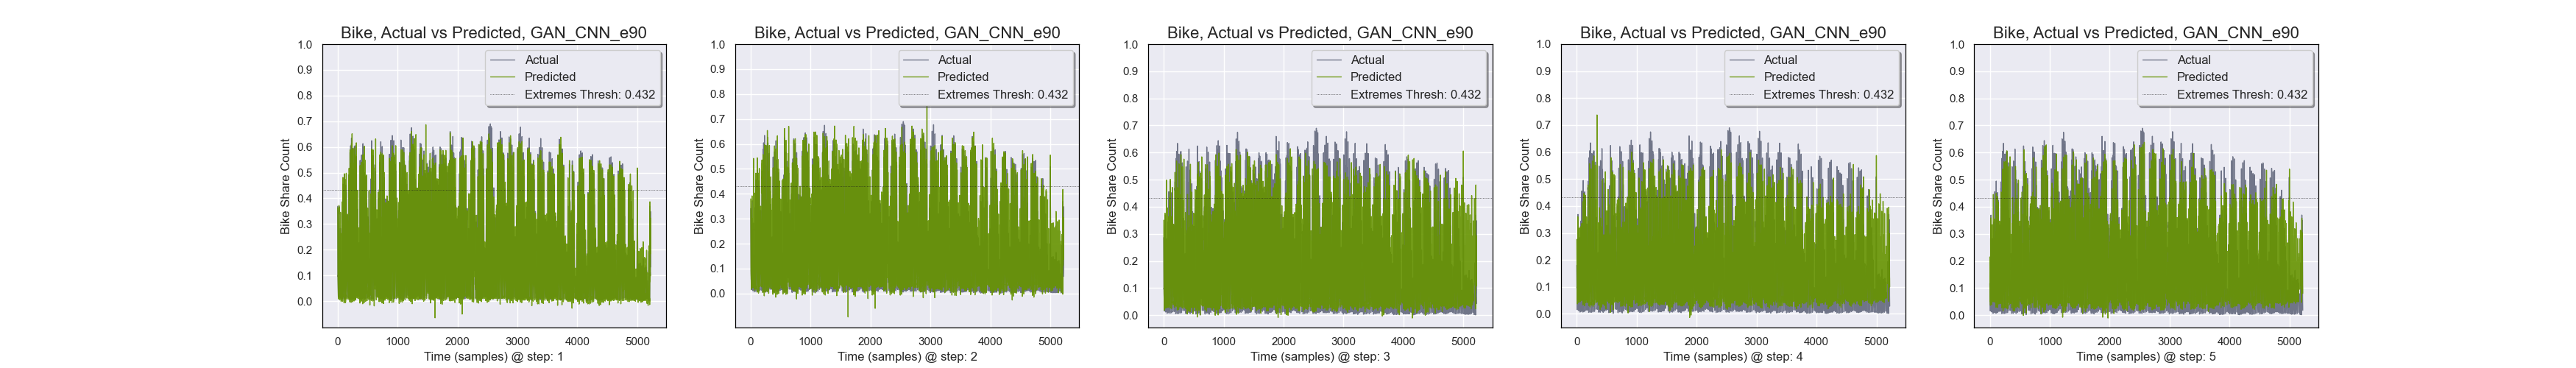 Bike, Actual vs Predicted, GAN_CNN_e90
1.0
0.9
0.8
0.7
0.6
0.5
0.4
0.3
0.2
0.1
0.0
Bike Share Count
Actual
Predicted
Extremes Thresh: 0.432
0 1000 2000 3000 4000 5000
Time (samples) @ step: 1
Bike, Actual vs Predicted, GAN_CNN_e90
1.0
0.9
0.8
0.7
0.6
0.5
0.4
0.3
0.2
0.1
0.0
Bike Share Count
Actual
Predicted
Extremes Thresh: 0.432
0 1000 2000 3000 4000 5000
Time (samples) @ step: 2
Bike, Actual vs Predicted, GAN_CNN_e90
1.0
0.9
0.8
0.7
0.6
0.5
0.4
0.3
0.2
0.1
0.0
Bike Share Count
Actual
Predicted
Extremes Thresh: 0.432
0 1000 2000 3000 4000 5000
Time (samples) @ step: 3
Bike, Actual vs Predicted, GAN_CNN_e90
1.0
0.9
0.8
0.7
0.6
0.5
0.4
0.3
0.2
0.1
0.0
Bike Share Count
Actual
Predicted
Extremes Thresh: 0.432
0 1000 2000 3000 4000 5000
Time (samples) @ step: 4
Bike, Actual vs Predicted, GAN_CNN_e90
1.0
0.9
0.8
0.7
0.6
0.5
0.4
0.3
0.2
0.1
0.0
Bike Share Count
Actual
Predicted
Extremes Thresh: 0.432
0 1000 2000 3000 4000 5000
Time (samples) @ step: 5